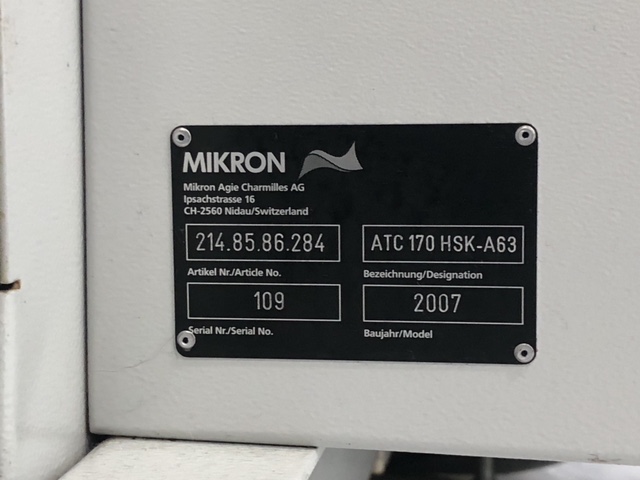 MIKRON
Mikron Agie Charmilles AG
Ipsachstrasse 16
CH-2560 Nidau/Switzerland
214.85.86.284
ATC 170 HSK-A63
Artikel Nr./Article No.
Bezeichnung/Designation
109
2007
Serial Nr./Serial No.
Baujahr/Model